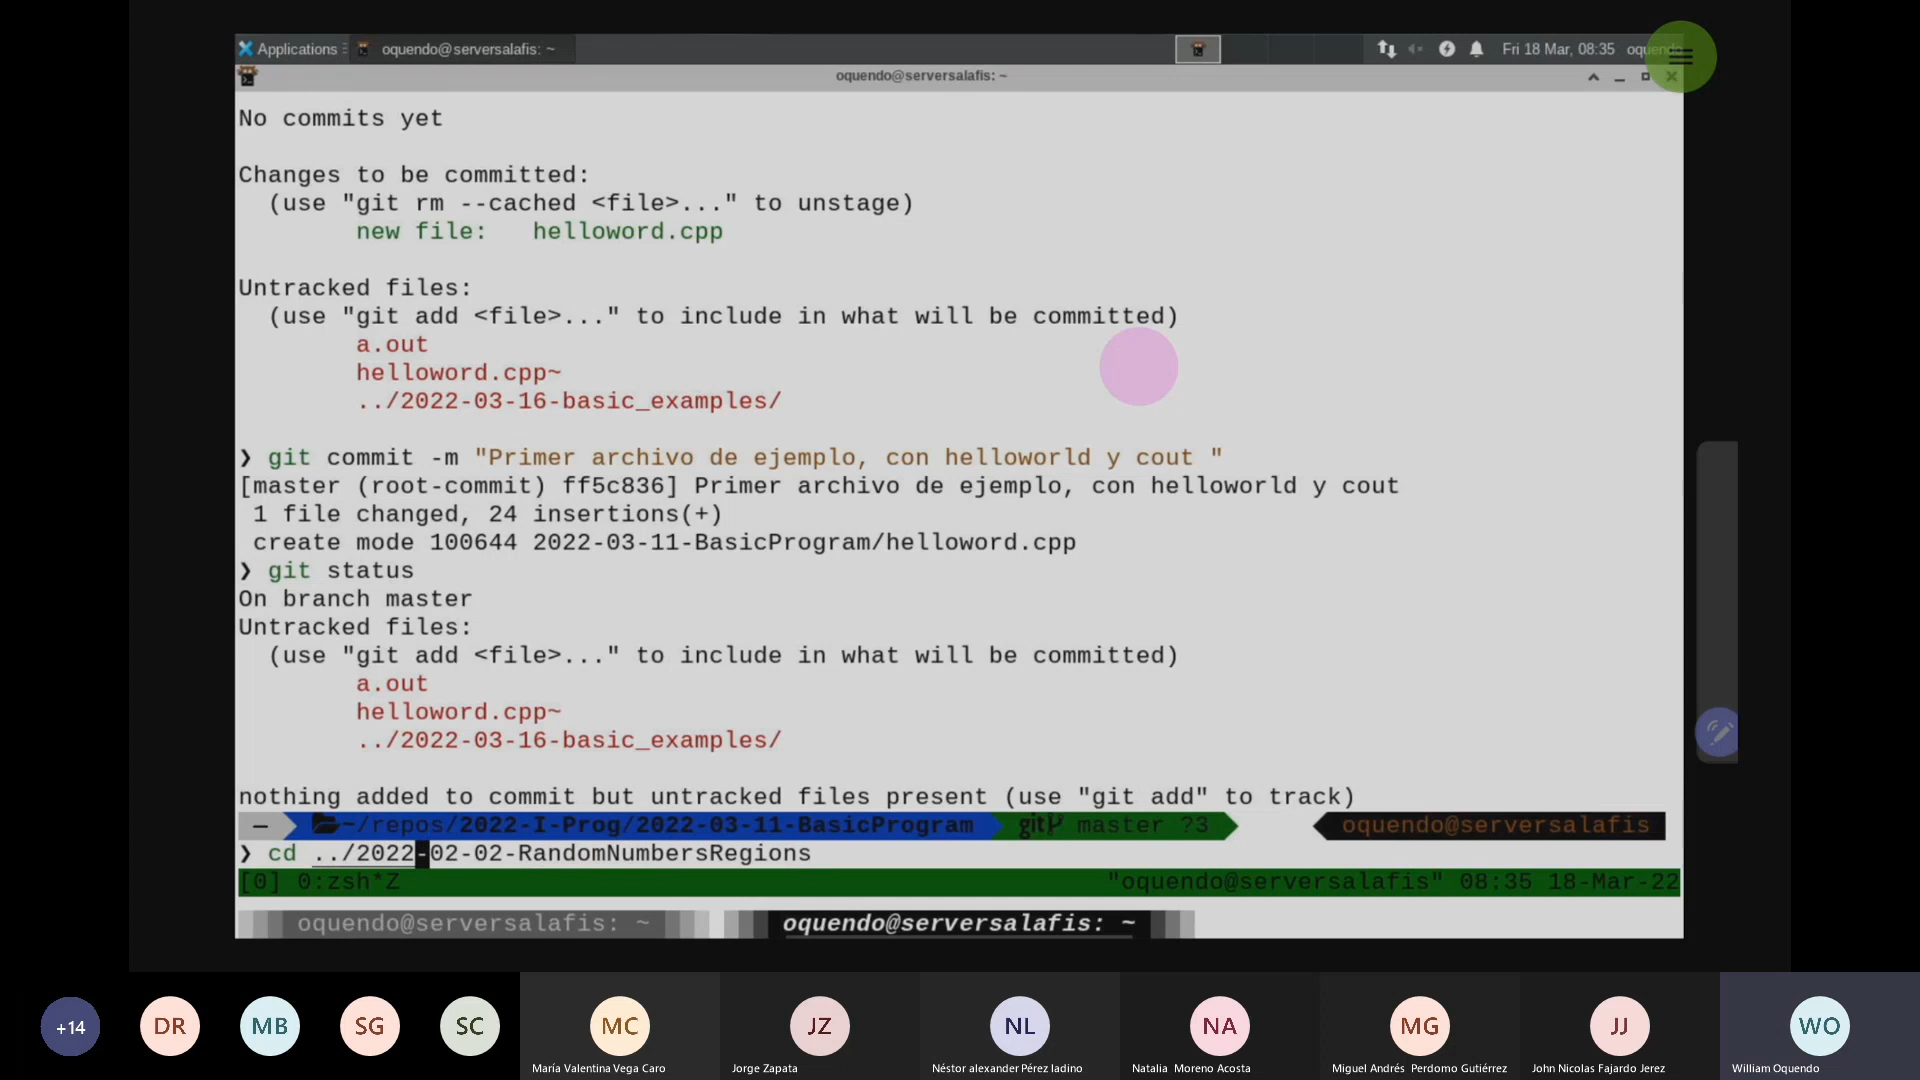 Applications
oquendo@serversalafis: ~
Fri 18 Mar, 08:35 oquendo
oquendo@serversalafis: ~
No commits yet
Changes to be committed:
(use "git rm --cached <file>..." to unstage)
new file: helloword.cpp
Untracked files:
(use "git add <file>..." to include in what will be committed)
a.out
helloword.cpp~
../2022-03-16-basic_examples/
❯ git commit -m "Primer archivo de ejemplo, con helloworld y cout "
[master (root-commit) ff5c836] Primer archivo de ejemplo, con helloworld y cout
1 file changed, 24 insertions(+)
create mode 100644 2022-03-11-BasicProgram/helloword.cpp
❯ git status
On branch master
Untracked files:
(use "git add <file>..." to include in what will be committed)
a.out
helloword.cpp~
../2022-03-16-basic_examples/
nothing added to commit but untracked files present (use "git add" to track)
~/repos/2022-I-Prog/2022-03-11-BasicProgram git master ?3 oquendo@serversalafis
❯ cd ../2022-02-02-RandomNumbersRegions
[0] 0:zsh*Z "oquendo@serversalafis" 08:35 18-Mar-22
oquendo@serversalafis: ~ oquendo@serversalafis: ~
+14 DR MB SG SC MC JZ NL NA MG JJ WO
María Valentina Vega Caro Jorge Zapata Néstor alexander Pérez ladino Natalia Moreno Acosta Miguel Andrés Perdomo Gutiérrez John Nicolas Fajardo Jerez William Oquendo